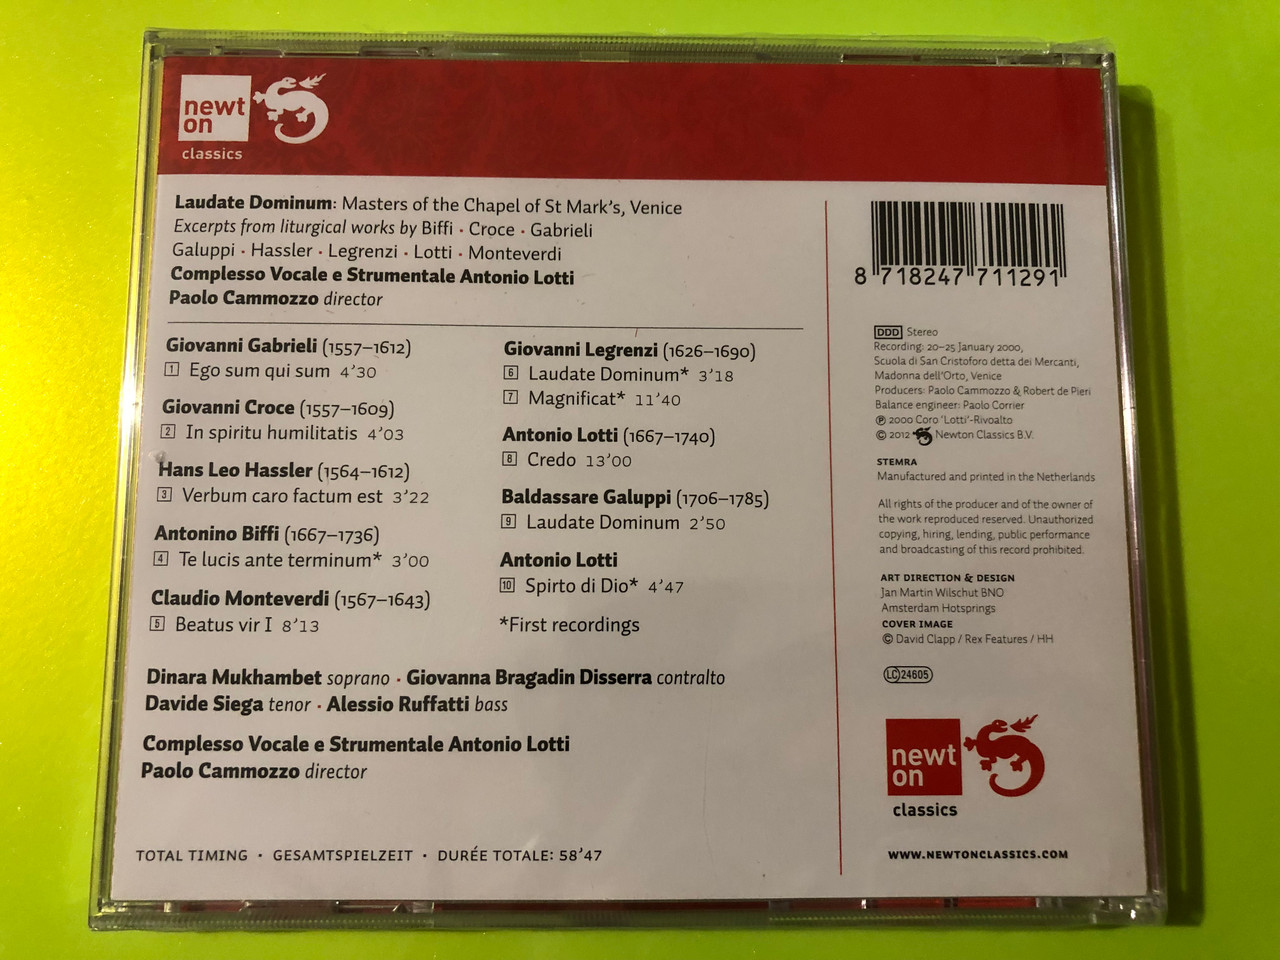 newt
on
classics
Laudate Dominum: Masters of the Chapel of St Mark's, Venice
Excerpts from liturgical works by Biffi · Croce · Gabrieli
Galuppi · Hassler · Legrenzi · Lotti · Monteverdi
Complesso Vocale e Strumentale Antonio Lotti
Paolo Cammozzo director
Giovanni Gabrieli (1557–1612)
1 Ego sum qui sum 4'30
Giovanni Croce (1557–1609)
2 In spiritu humilitatis 4'03
Hans Leo Hassler (1564–1612)
3 Verbum caro factum est 3'22
Antonino Biffi (1667–1736)
4 Te lucis ante terminum* 3'00
Claudio Monteverdi (1567–1643)
5 Beatus vir I 8'13
Giovanni Legrenzi (1626–1690)
6 Laudate Dominum* 3'18
7 Magnificat* 11'40
Antonio Lotti (1667–1740)
8 Credo 13'00
Baldassare Galuppi (1706–1785)
9 Laudate Dominum 2'50
Antonio Lotti
10 Spirto di Dio* 4'47
*First recordings
Dinara Mukhambet soprano · Giovanna Bragadin Disserra contralto
Davide Siega tenor · Alessio Ruffatti bass
Complesso Vocale e Strumentale Antonio Lotti
Paolo Cammozzo director
TOTAL TIMING · GESAMTSPIELZEIT · DURÉE TOTALE: 58'47
8 718247 711291
DDD Stereo
Recording: 20–25 January 2000,
Scuola di San Cristoforo detta dei Mercanti,
Madonna dell'Orto, Venice
Producers: Paolo Cammozzo & Robert de Pieri
Balance engineer: Paolo Corrier
℗ 2000 Coro 'Lotti'-Rivoalto
© 2012 Newton Classics B.V.
STEMRA
Manufactured and printed in the Netherlands
All rights of the producer and of the owner of
the work reproduced reserved. Unauthorized
copying, hiring, lending, public performance
and broadcasting of this record prohibited.
ART DIRECTION & DESIGN
Jan Martin Wilschut BNO
Amsterdam Hotsprings
COVER IMAGE
© David Clapp / Rex Features / HH
LC 24605
newt
on
classics
WWW.NEWTONCLASSICS.COM